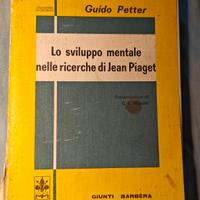 Guido Petter
Lo sviluppo mentale
nelle ricerche di Jean Piaget
GIUNTI BARBÈRA